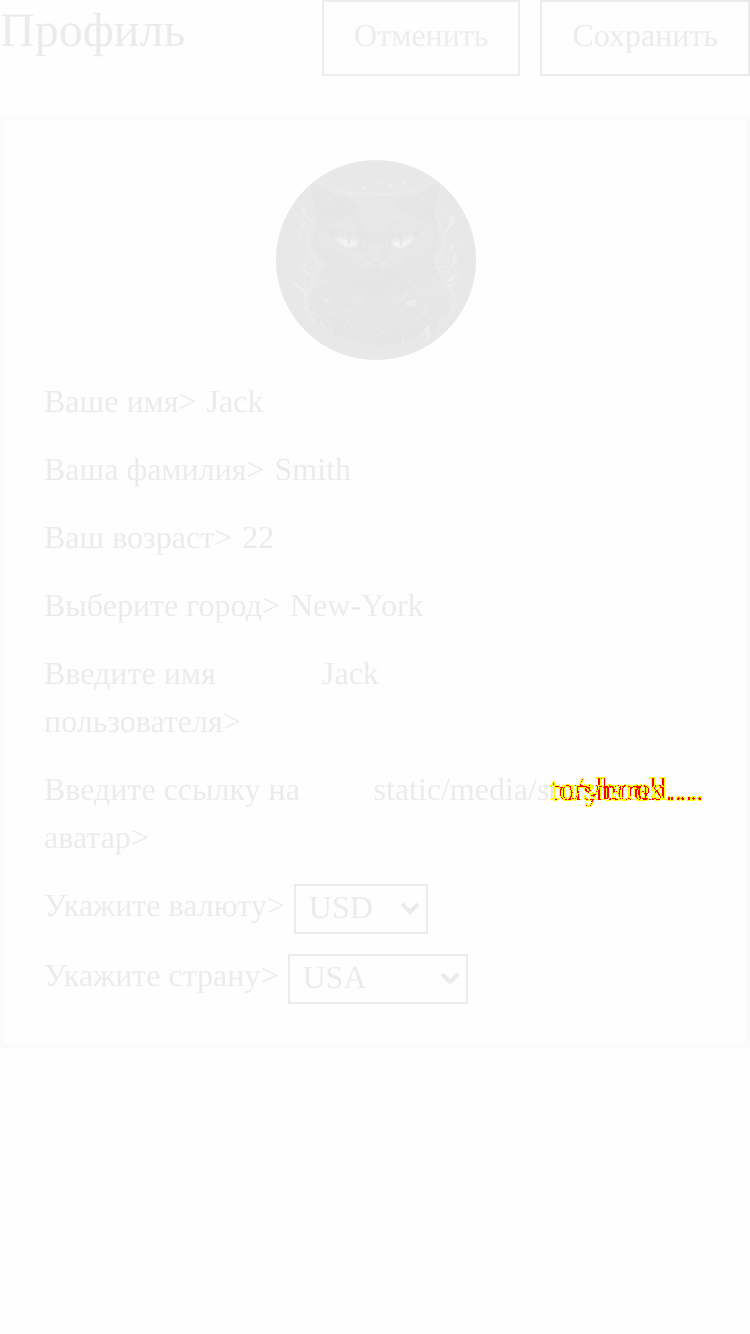 Профиль
Отменить
Сохранить
Ваше имя> Jack
Ваша фамилия> Smith
Ваш возраст> 22
Выберите город> New-York
Введите имя пользователя> Jack
Введите ссылку на аватар> static/media/
Укажите валюту> USD
Укажите страну> USA